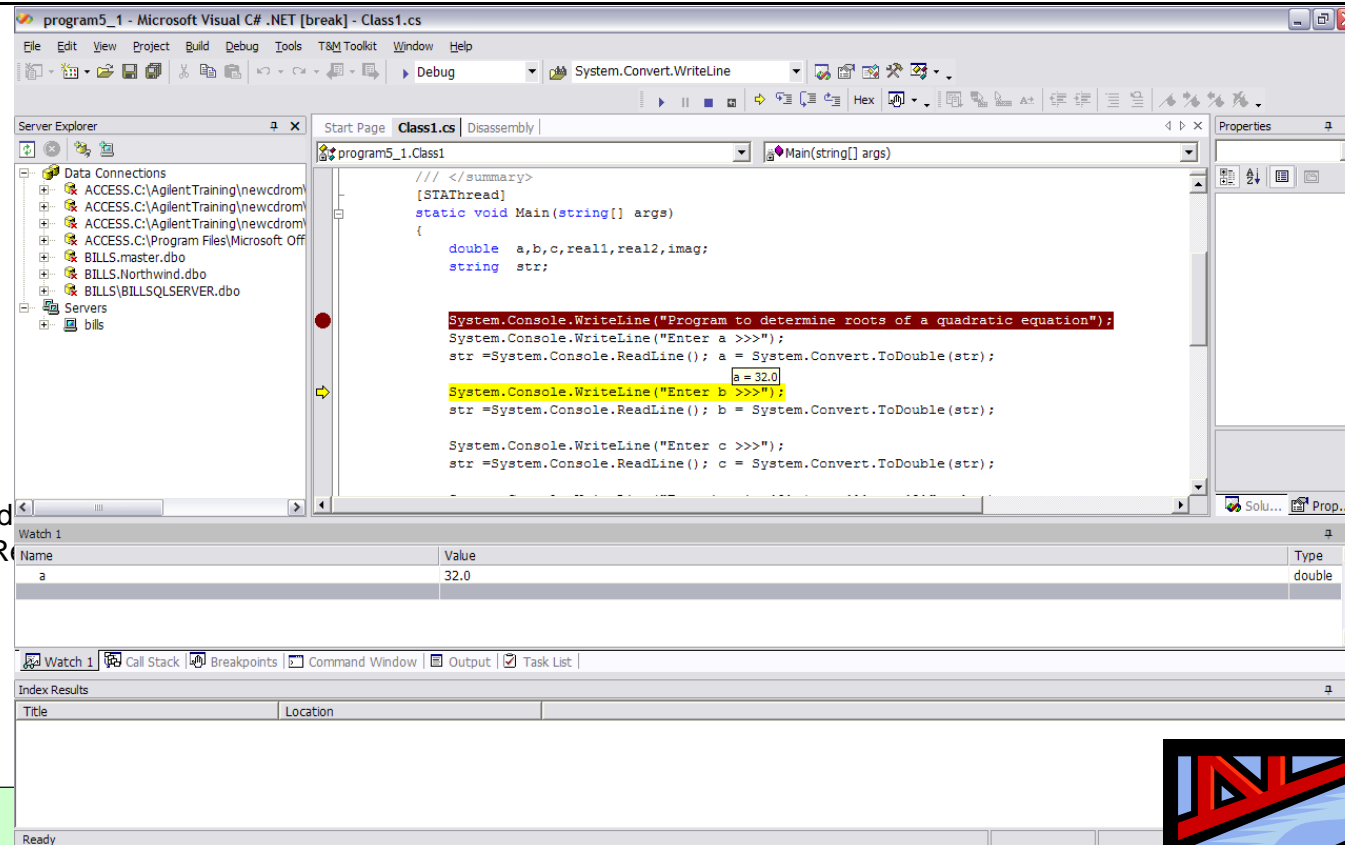 program5_1 - Microsoft Visual C# .NET [break] - Class1.cs
File Edit View Project Build Debug Tools T&M Toolkit Window Help
Debug System.Convert.WriteLine
Hex
Server Explorer
Start Page Class1.cs Disassembly
Properties
program5_1.Class1
Main(string[] args)
Data Connections
ACCESS.C:\AgilentTraining\newcdrom\
ACCESS.C:\AgilentTraining\newcdrom\
ACCESS.C:\AgilentTraining\newcdrom\
ACCESS.C:\Program Files\Microsoft Off
BILLS.master.dbo
BILLS.Northwind.dbo
BILLS\BILLSQLSERVER.dbo
Servers
bills
/// </summary>
[STAThread]
static void Main(string[] args)
{
double a,b,c,real1,real2,imag;
string str;
System.Console.WriteLine("Program to determine roots of a quadratic equation");
System.Console.WriteLine("Enter a >>>");
str =System.Console.ReadLine(); a = System.Convert.ToDouble(str);
a = 32.0
System.Console.WriteLine("Enter b >>>");
str =System.Console.ReadLine(); b = System.Convert.ToDouble(str);
System.Console.WriteLine("Enter c >>>");
str =System.Console.ReadLine(); c = System.Convert.ToDouble(str);
Solu... Prop...
d
Watch 1
Name Value Type
a 32.0 double
Watch 1 Call Stack Breakpoints Command Window Output Task List
Index Results
Title Location
Ready